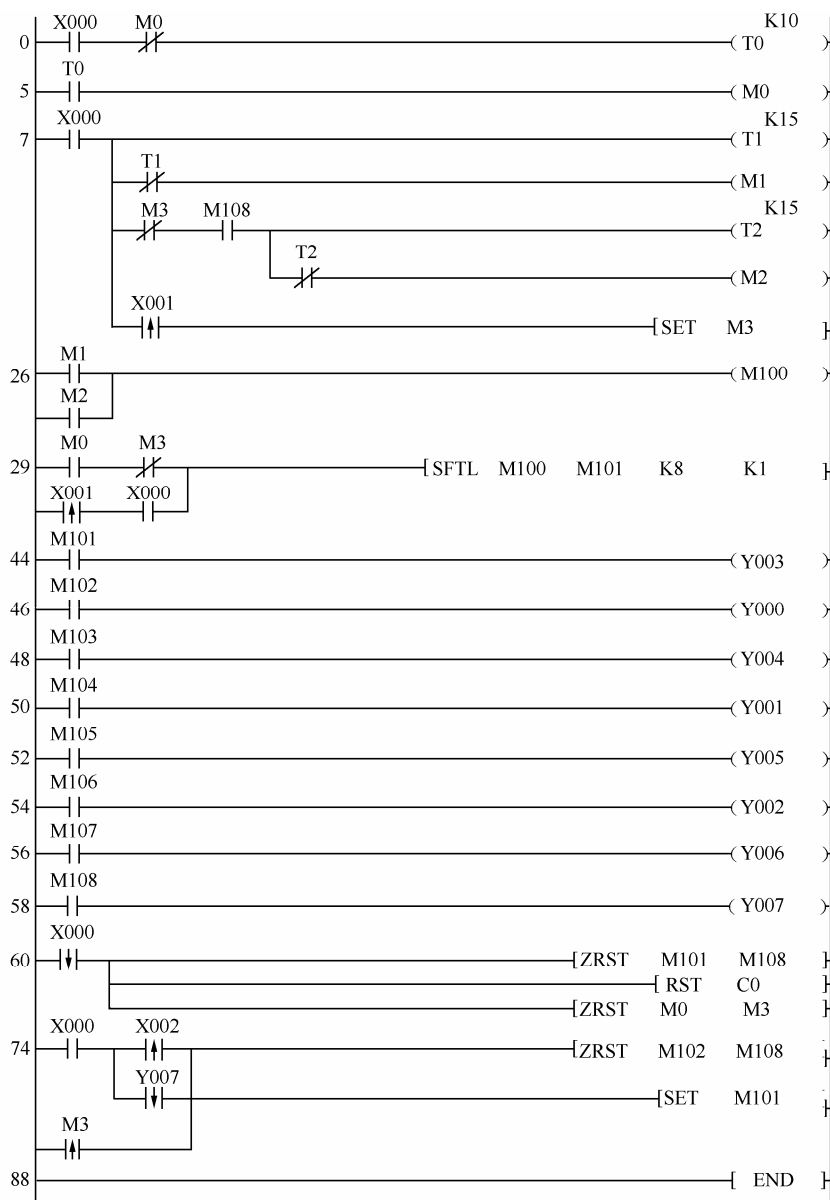 X000 M0 K10
0 ( T0 )
T0
5 ( M0 )
X000 K15
7 ( T1 )
T1
( M1 )
M3 M108 K15
( T2 )
T2
( M2 )
X001
[ SET M3 ]
M1
26 ( M100 )
M2
M0 M3
29 [ SFTL M100 M101 K8 K1 ]
X001 X000
M101
44 ( Y003 )
M102
46 ( Y000 )
M103
48 ( Y004 )
M104
50 ( Y001 )
M105
52 ( Y005 )
M106
54 ( Y002 )
M107
56 ( Y006 )
M108
58 ( Y007 )
X000
60 [ ZRST M101 M108 ]
[ RST C0 ]
[ ZRST M0 M3 ]
X000 X002
74 [ ZRST M102 M108 ]
Y007
[ SET M101 ]
M3
88 [ END ]